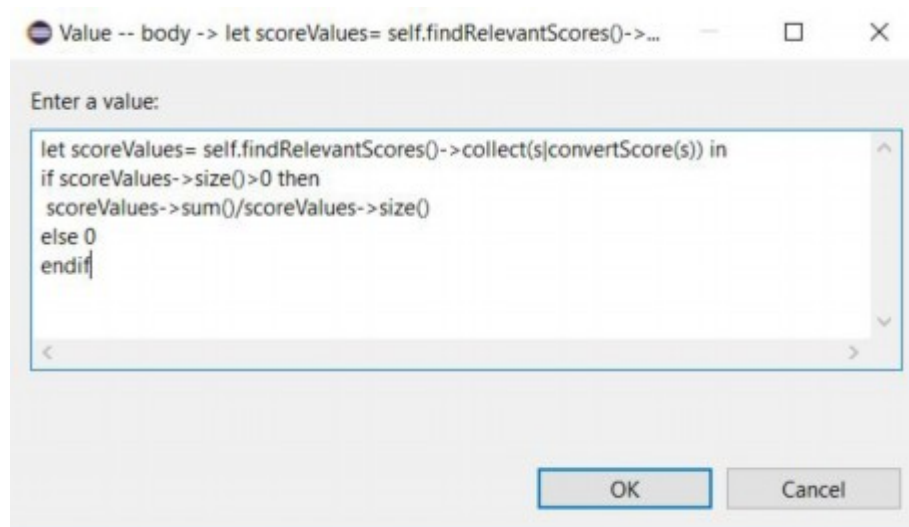 Value -- body -> let scoreValues= self.findRelevantScores()->...
Enter a value:
let scoreValues= self.findRelevantScores()->collect(s|convertScore(s)) in
if scoreValues->size()>0 then
scoreValues->sum()/scoreValues->size()
else 0
endif
OK
Cancel